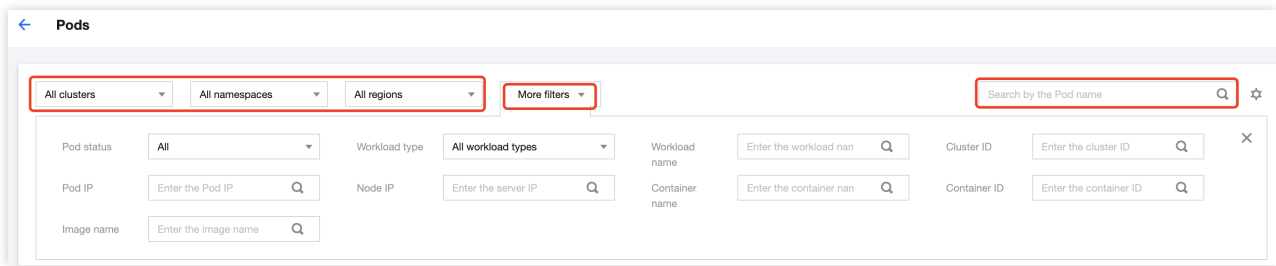 Pods
All clusters All namespaces All regions More filters Search by the Pod name
Pod status All Workload type All workload types Workload name Enter the workload nan Cluster ID Enter the cluster ID
Pod IP Enter the Pod IP Node IP Enter the server IP Container name Enter the container nan Container ID Enter the container ID
Image name Enter the image name